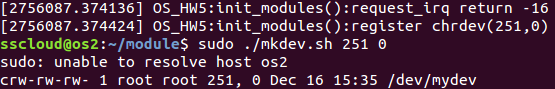 [2756087.374136] OS_HW5:init_modules():request_irq return -16
[2756087.374424] OS_HW5:init_modules():register chrdev(251,0)
sscloud@os2:~/module$ sudo ./mkdev.sh 251 0
sudo: unable to resolve host os2
crw-rw-rw- 1 root root 251, 0 Dec 16 15:35 /dev/mydev